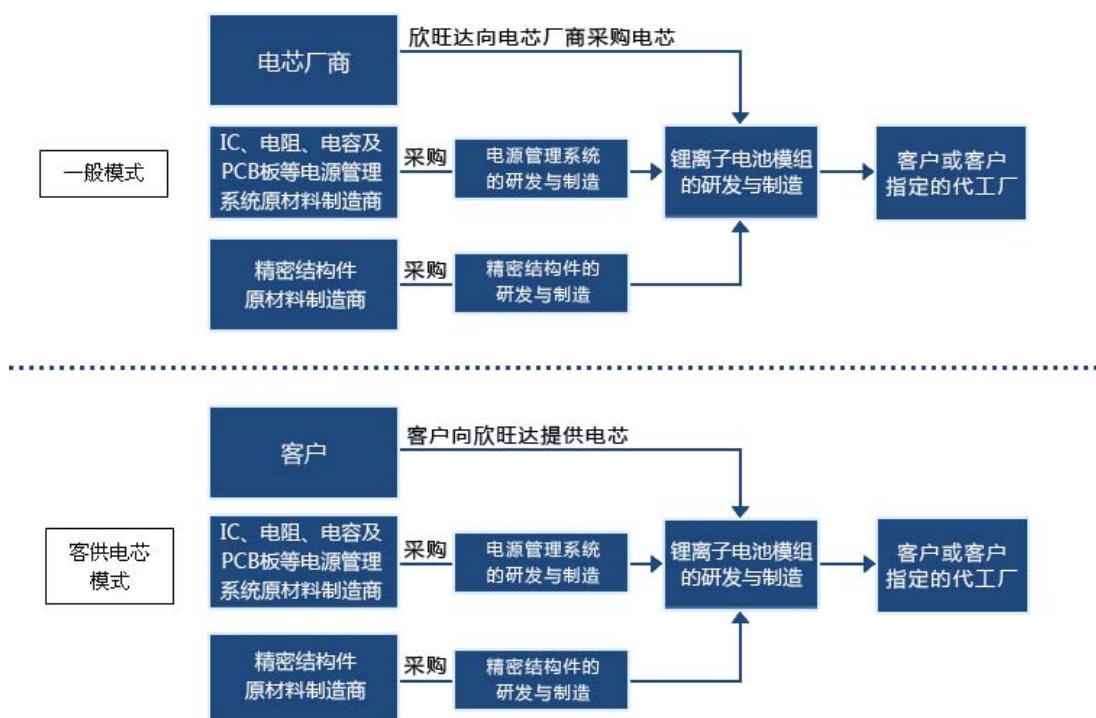 欣旺达向电芯厂商采购电芯
电芯厂商
一般模式
IC、电阻、电容及
PCB板等电源管理
系统原材料制造商
采购
电源管理系统
的研发与制造
锂离子电池模组
的研发与制造
客户或客户
指定的代工厂
精密结构件
原材料制造商
采购
精密结构件的
研发与制造
客户向欣旺达提供电芯
客户
客供电芯
模式
IC、电阻、电容及
PCB板等电源管理
系统原材料制造商
采购
电源管理系统
的研发与制造
锂离子电池模组
的研发与制造
客户或客户
指定的代工厂
精密结构件
原材料制造商
采购
精密结构件的
研发与制造